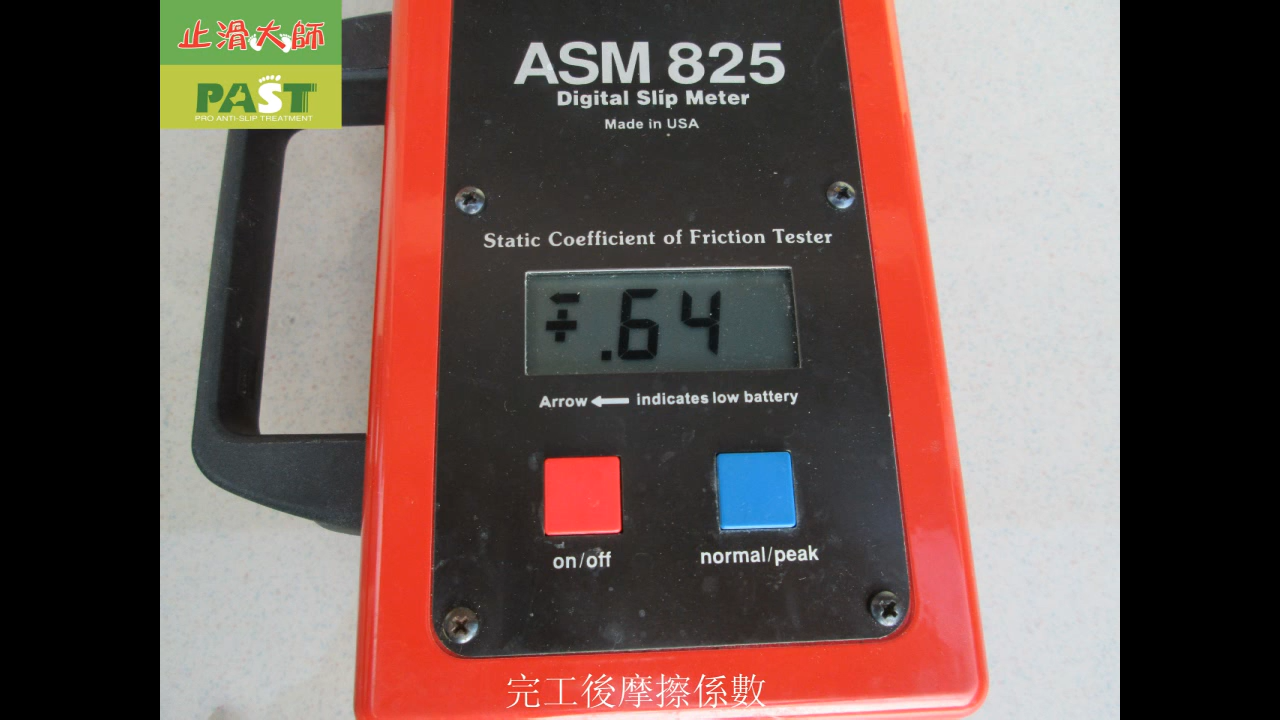 止滑大師
PAST
PRO ANTI-SLIP TREATMENT
ASM 825
Digital Slip Meter
Made in USA
Static Coefficient of Friction Tester
.64
Arrow ← indicates low battery
on/off
normal/peak
完工後摩擦係數